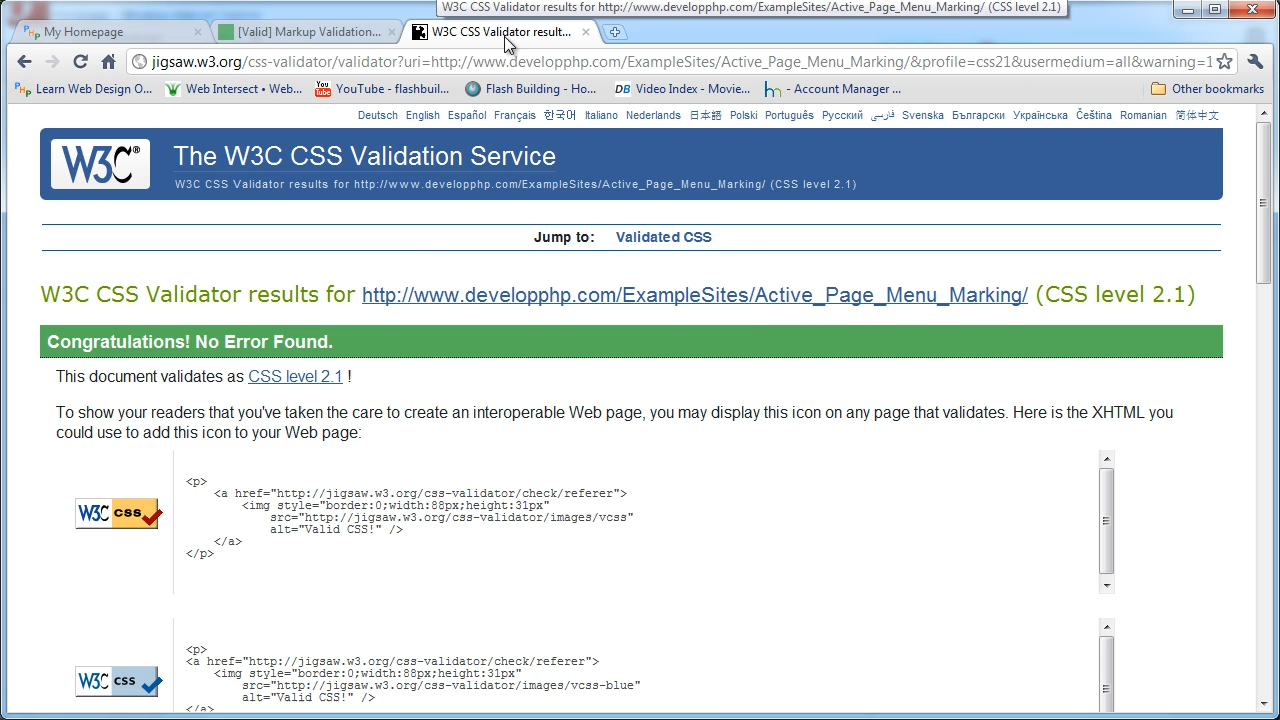 W3C CSS Validator results for http://www.developphp.com/ExampleSites/Active_Page_Menu_Marking/ (CSS level 2.1)
My Homepage
[Valid] Markup Validation...
W3C CSS Validator result...
jigsaw.w3.org/css-validator/validator?uri=http://www.developphp.com/ExampleSites/Active_Page_Menu_Marking/&profile=css21&usermedium=all&warning=1
Learn Web Design O... Web Intersect • Web... YouTube - flashbuil... Flash Building - Ho... DB Video Index - Movie... - Account Manager ... Other bookmarks
Deutsch English Español Français 한국어 Italiano Nederlands 日本語 Polski Português Русский فارسی Svenska Български Українська Čeština Romanian 简体中文
W3C®
The W3C CSS Validation Service
W3C CSS Validator results for http://www.developphp.com/ExampleSites/Active_Page_Menu_Marking/ (CSS level 2.1)
Jump to: Validated CSS
W3C CSS Validator results for http://www.developphp.com/ExampleSites/Active_Page_Menu_Marking/ (CSS level 2.1)
Congratulations! No Error Found.
This document validates as CSS level 2.1 !
To show your readers that you've taken the care to create an interoperable Web page, you may display this icon on any page that validates. Here is the XHTML you
could use to add this icon to your Web page:
W3C css
<p>
<a href="http://jigsaw.w3.org/css-validator/check/referer">
<img style="border:0;width:88px;height:31px"
src="http://jigsaw.w3.org/css-validator/images/vcss"
alt="Valid CSS!" />
</a>
</p>
W3C css
<p>
<a href="http://jigsaw.w3.org/css-validator/check/referer">
<img style="border:0;width:88px;height:31px"
src="http://jigsaw.w3.org/css-validator/images/vcss-blue"
alt="Valid CSS!" />
</a>